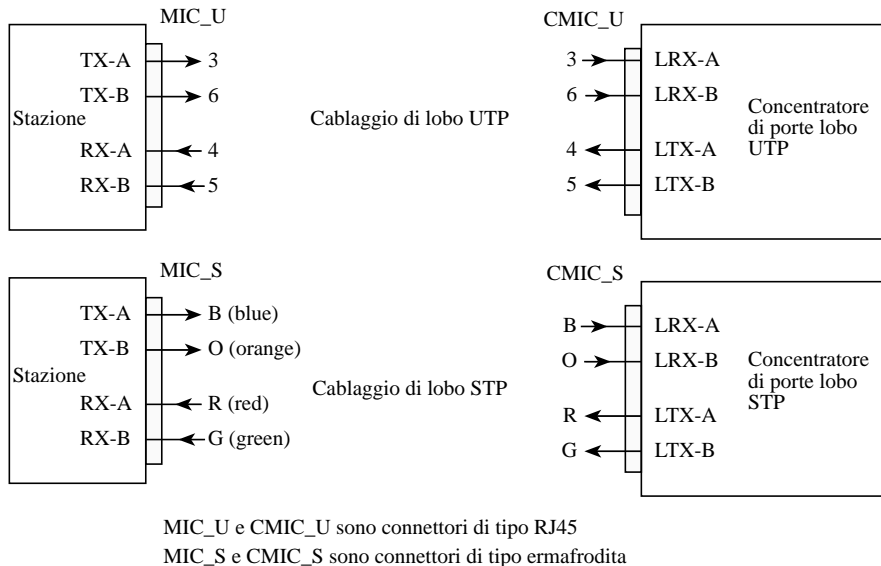 MIC_U
CMIC_U
TX-A
3
3
LRX-A
TX-B
6
6
LRX-B
Stazione
Cablaggio di lobo UTP
Concentratore
di porte lobo
UTP
RX-A
4
4
LTX-A
RX-B
5
5
LTX-B
MIC_S
CMIC_S
TX-A
B (blue)
B
LRX-A
TX-B
O (orange)
O
LRX-B
Stazione
Cablaggio di lobo STP
Concentratore
di porte lobo
STP
RX-A
R (red)
R
LTX-A
RX-B
G (green)
G
LTX-B
MIC_U e CMIC_U sono connettori di tipo RJ45
MIC_S e CMIC_S sono connettori di tipo ermafrodita